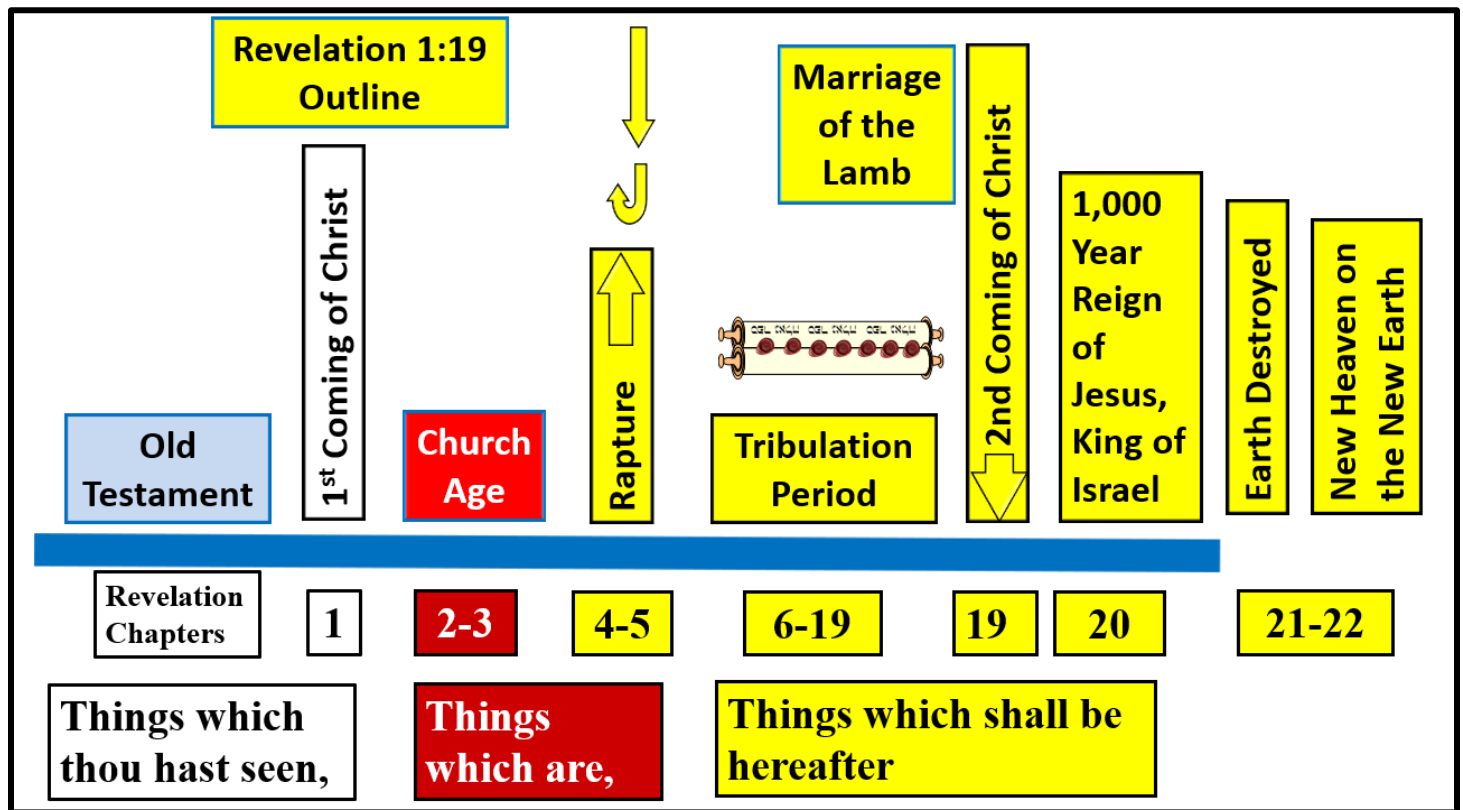 Revelation 1:19
Outline
Marriage
of the
Lamb
1st Coming of Christ
Rapture
2nd Coming of Christ
1,000
Year
Reign
of
Jesus,
King of
Israel
Earth Destroyed
New Heaven on
the New Earth
Old
Testament
Church
Age
Tribulation
Period
Revelation
Chapters
1
2-3
4-5
6-19
19
20
21-22
Things which
thou hast seen,
Things
which are,
Things which shall be
hereafter